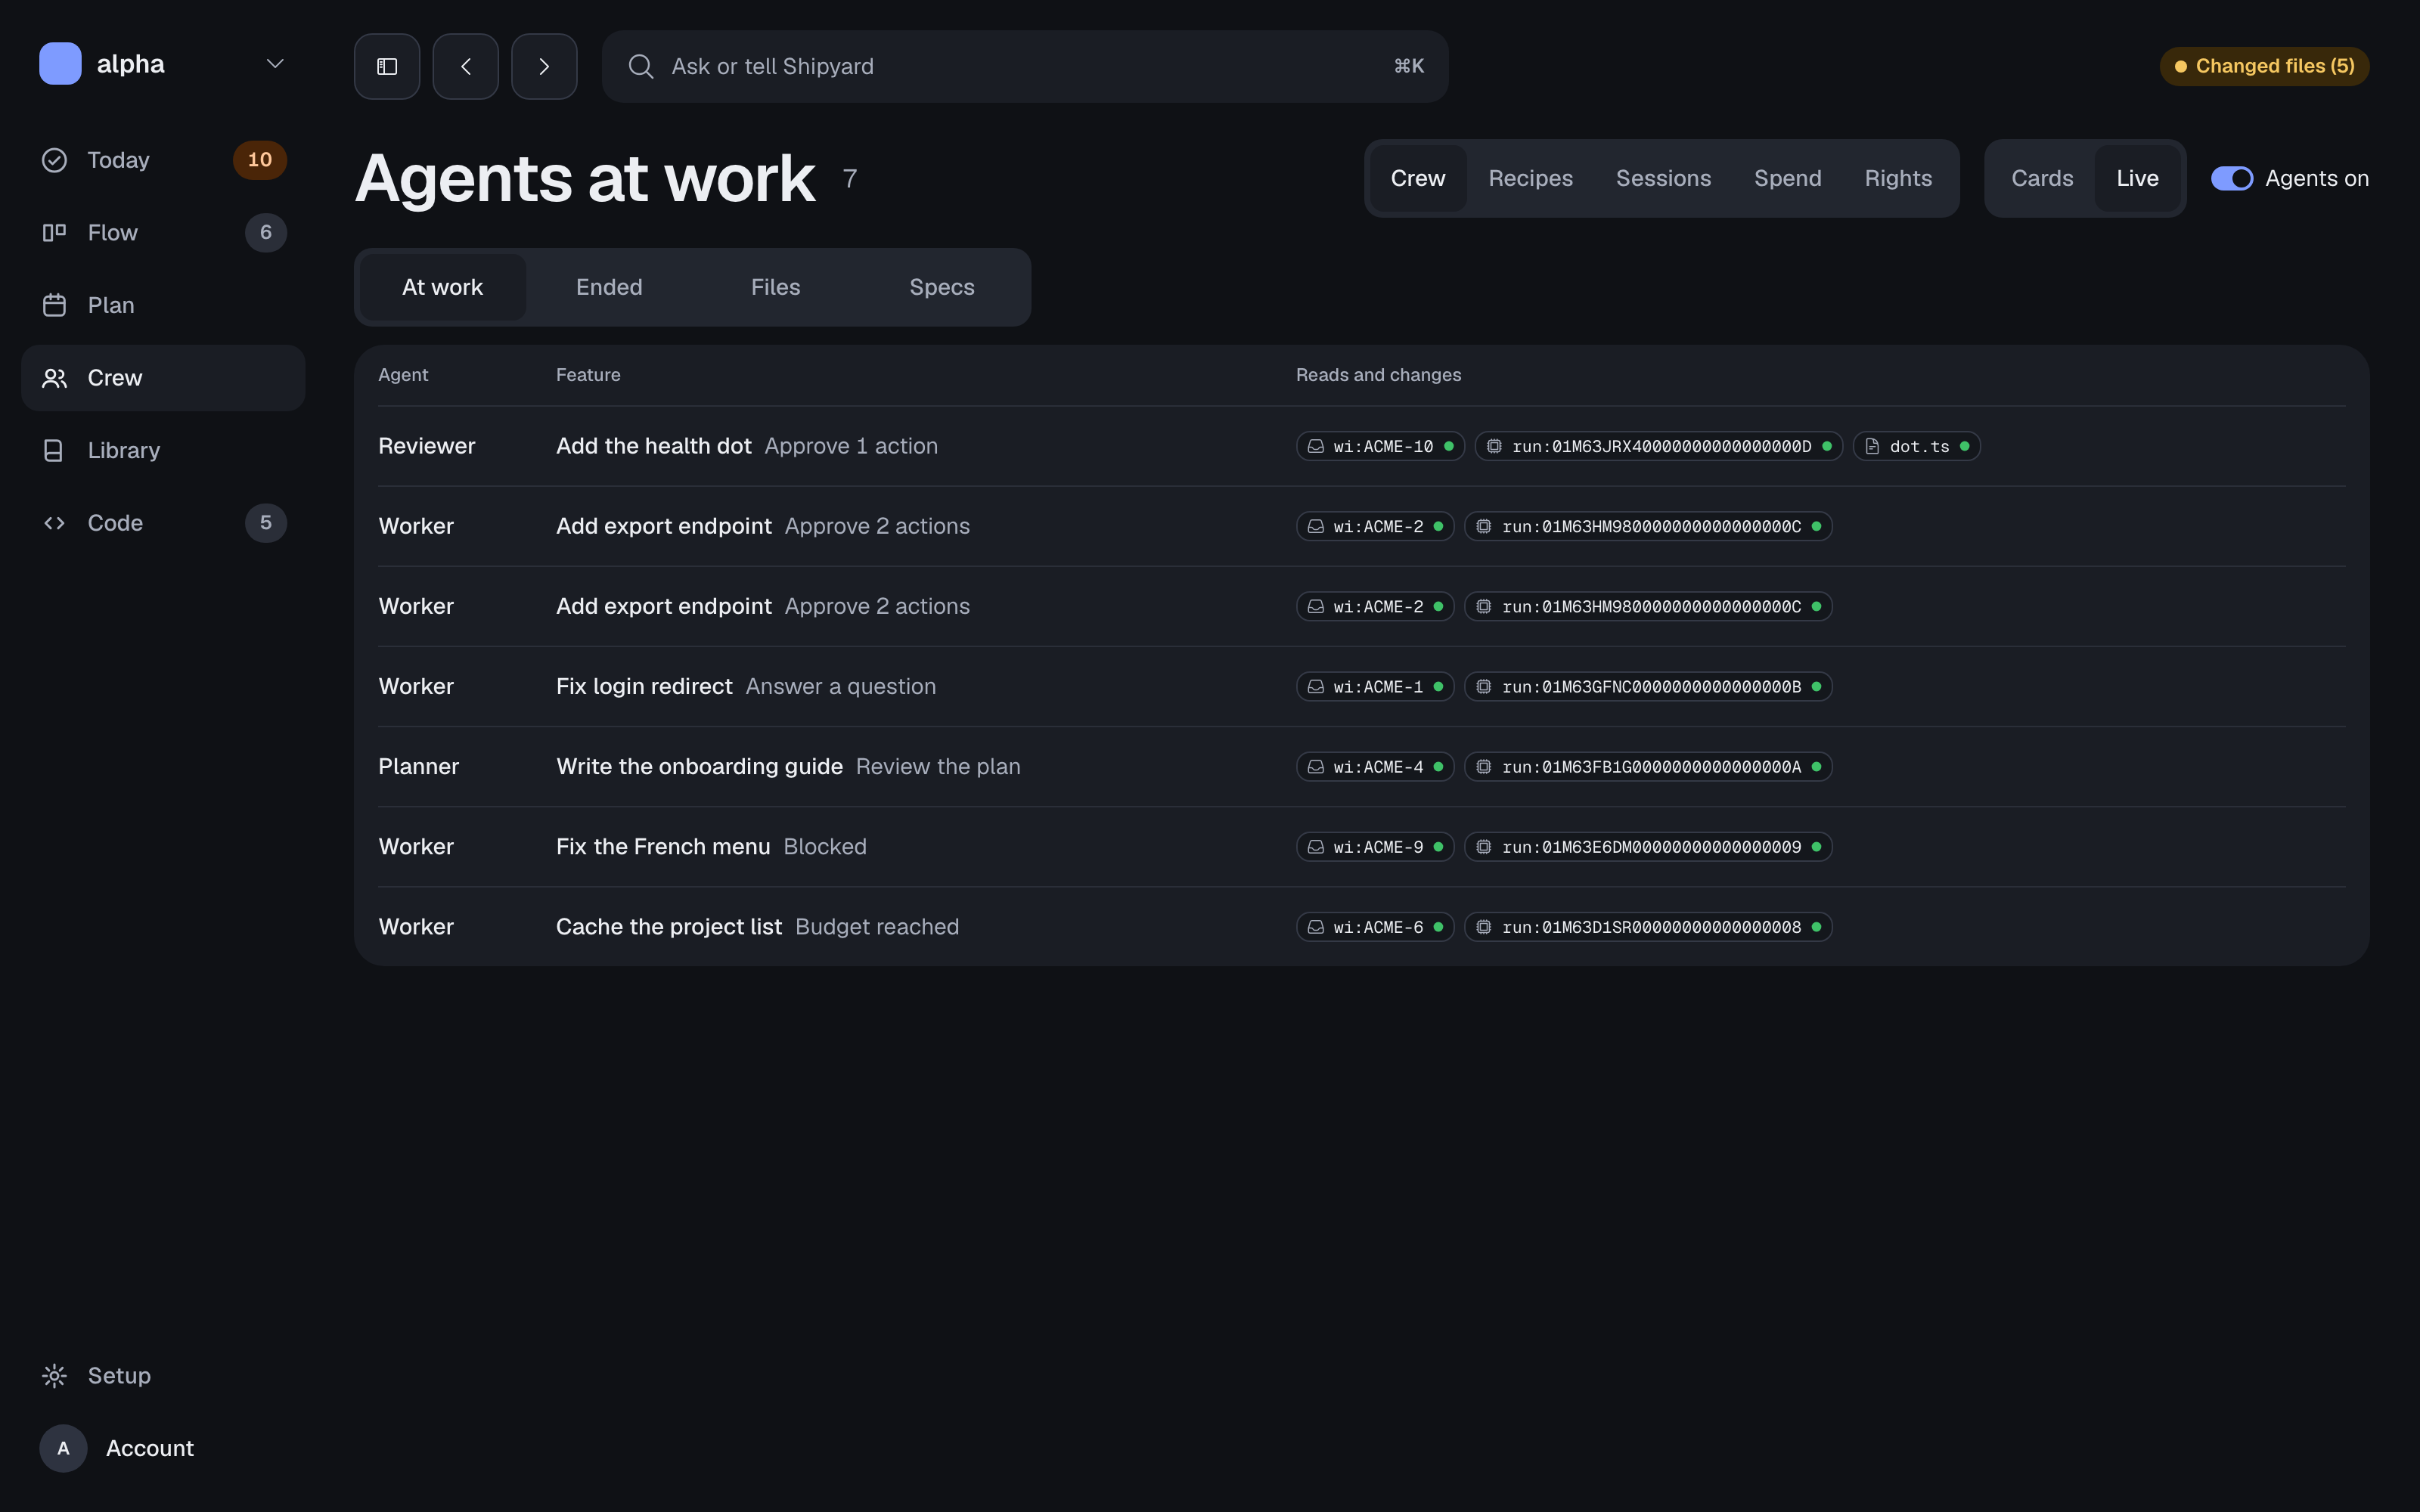 alpha
Ask or tell Shipyard ⌘K
Changed files (5)
Today 10
Flow 6
Plan
Crew
Library
Code 5
Setup
A Account
Agents at work 7
Crew Recipes Sessions Spend Rights
Cards Live
Agents on
At work Ended Files Specs
Agent Feature Reads and changes
Reviewer Add the health dot Approve 1 action wi:ACME-10 run:01M63JRX40000000000000000D dot.ts
Worker Add export endpoint Approve 2 actions wi:ACME-2 run:01M63HM980000000000000000C
Worker Add export endpoint Approve 2 actions wi:ACME-2 run:01M63HM980000000000000000C
Worker Fix login redirect Answer a question wi:ACME-1 run:01M63GFNC0000000000000000B
Planner Write the onboarding guide Review the plan wi:ACME-4 run:01M63FB1G0000000000000000A
Worker Fix the French menu Blocked wi:ACME-9 run:01M63E6DM00000000000000009
Worker Cache the project list Budget reached wi:ACME-6 run:01M63D1SR00000000000000008